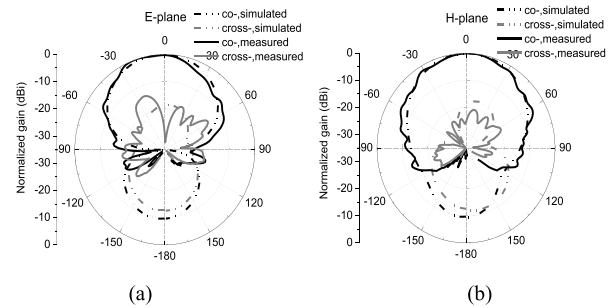 E-plane
co-,simulated
cross-,simulated
co-,measured
cross-,measured
0
-30
30
-60
60
-90
90
-120
120
-150
150
-180
Normalized gain (dBi)
0
-10
-20
-30
-30
-20
-10
0
(a)
H-plane
co-,simulated
cross-,simulated
co-,measured
cross-,measured
0
-30
30
-60
60
-90
90
-120
120
-150
150
-180
Normalized gain (dBi)
0
-10
-20
-30
-30
-20
-10
0
(b)